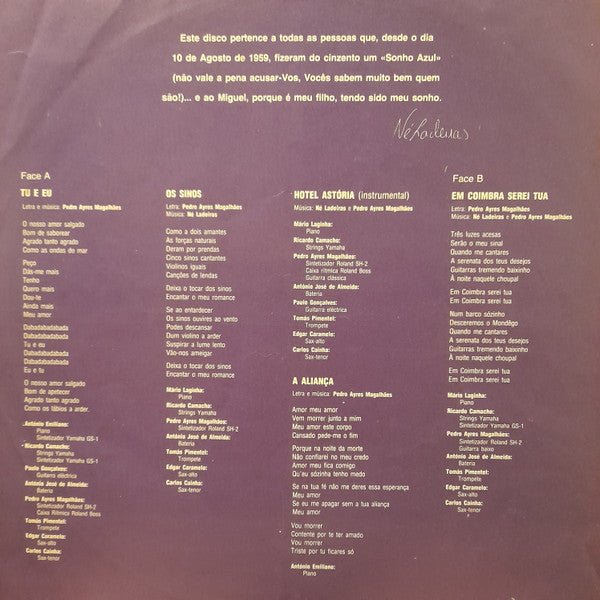 Este disco pertence a todas as pessoas que, desde o dia
10 de Agosto de 1959, fizeram do cinzento um «Sonho Azul»
(não vale a pena acusar-Vos, Vocês sabem muito bem quem
são!)... e ao Miguel, porque é meu filho, tendo sido meu sonho.
Né Ladeiras
Face A
TU E EU
Letra e música: Pedro Ayres Magalhães
O nosso amor salgado
Bom de saborear
Agrado tanto agrado
Como as ondas do mar
Peço
Dás-me mais
Tenho
Quero mais
Dou-te
Ainda mais
Meu amor
Dabadabadabada
Dabadabadabada
Tu e eu
Dabadabadabada
Dabadabadabada
Eu e tu
O nosso amor salgado
Bom de apetecer
Agrado tanto agrado
Como os lábios a arder.
António Emiliano:
Piano
Sintetizador Yamaha GS-1
Ricardo Camacho:
Strings Yamaha
Sintetizador Yamaha GS-1
Paulo Gonçalves:
Guitarra eléctrica
António José de Almeida:
Bateria
Pedro Ayres Magalhães:
Sintetizador Roland SH-2
Caixa Rítmica Roland Boss
Tomás Pimentel:
Trompete
Edgar Caramelo:
Sax-alto
Carlos Cainha:
Sax-tenor
OS SINOS
Letra: Pedro Ayres Magalhães
Música: Né Ladeiras
Como a dois amantes
Às forças naturais
Deram por prendas
Cinco sinos cantantes
Violinos iguais
Canções de lendas
Deixa o tocar dos sinos
Encantar o meu romance
Se ao entardecer
Os sinos ouvires ao vento
Podes descansar
Dum violino a arder
Suspirar a lume lento
Vão-nos ameigar
Deixa o tocar dos sinos
Encantar o meu romance
Mário Laginha:
Piano
Ricardo Camacho:
Strings Yamaha
Pedro Ayres Magalhães:
Sintetizador Roland SH-2
António José de Almeida:
Bateria
Tomás Pimentel:
Trompete
Edgar Caramelo:
Sax-alto
Carlos Cainha:
Sax-tenor
HOTEL ASTÓRIA (instrumental)
Música: Né Ladeiras e Pedro Ayres Magalhães
Mário Laginha:
Piano
Ricardo Camacho:
Strings Yamaha
Pedro Ayres Magalhães:
Sintetizador Roland SH-2
Caixa rítmica Roland Boss
Guitarra clássica
António José de Almeida:
Bateria
Paulo Gonçalves:
Guitarra eléctrica
Tomás Pimentel:
Trompete
Edgar Caramelo:
Sax-alto
Carlos Cainha:
Sax-tenor
A ALIANÇA
Letra e música: Pedro Ayres Magalhães
Amor meu amor
Vem morrer junto a mim
Meu amor este corpo
Cansado pede-mo o fim
Porque na noite da morte
Não confiarei no meu credo
Amor meu fica comigo
Qu'eu sózinha tenho medo
Se na tua fé não me deres essa esperança
Meu amor
Se eu me apagar sem a tua aliança
Meu amor
Vou morrer
Contente por te ter amado
Vou morrer
Triste por tu ficares só
António Emiliano:
Piano
Face B
EM COIMBRA SEREI TUA
Letra: Pedro Ayres Magalhães
Música: Né Ladeiras e Pedro Ayres Magalhães
Três luzes acesas
Serão o meu sinal
Quando me cantares
A serenata dos teus desejos
Guitarras tremendo baixinho
À noite naquele choupal
Em Coimbra serei tua
Em Coimbra serei tua
Num barco sózinho
Desceremos o Mondêgo
Quando me cantares
A serenata dos teus desejos
Guitarras tremendo baixinho
À noite naquele choupal
Em Coimbra serei tua
Em Coimbra serei tua
Mário Laginha:
Piano
Ricardo Camacho:
Strings Yamaha
Sintetizador Yamaha GS-1
Pedro Ayres Magalhães:
Sintetizador Roland SH-2
Guitarra baixo
António José de Almeida:
Bateria
Tomás Pimentel:
Trompete
Edgar Caramelo:
Sax-alto
Carlos Cainha:
Sax-tenor